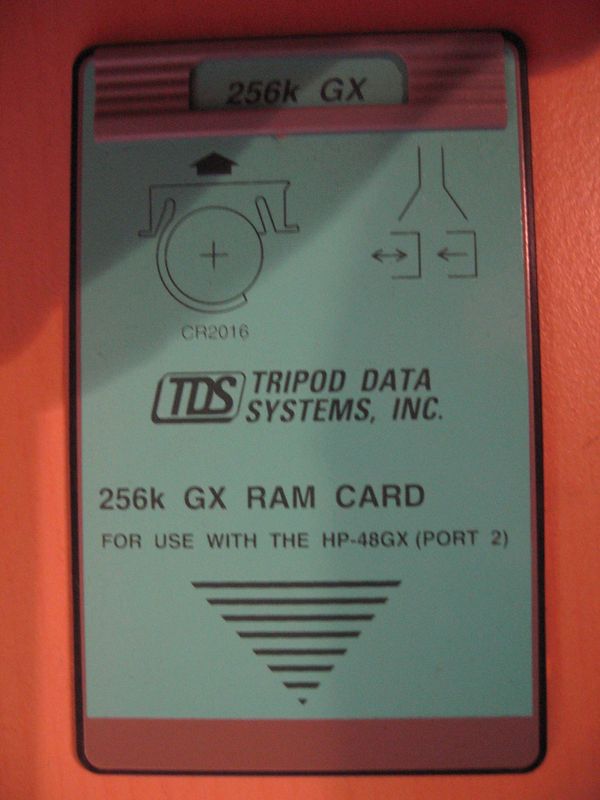 256k GX
CR2016
TDS TRIPOD DATA
SYSTEMS, INC.
256k GX RAM CARD
FOR USE WITH THE HP-48GX (PORT 2)